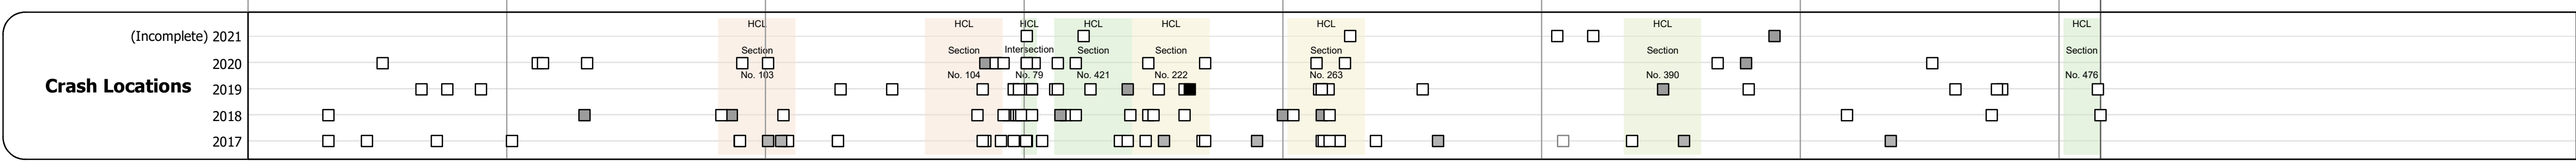 HCL HCL HCL HCL HCL HCL HCL HCL
(Incomplete) 2021
Section Section Intersection Section Section Section Section Section
2020
No. 103 No. 104 No. 79 No. 421 No. 222 No. 263 No. 390 No. 476
Crash Locations
2019
2018
2017